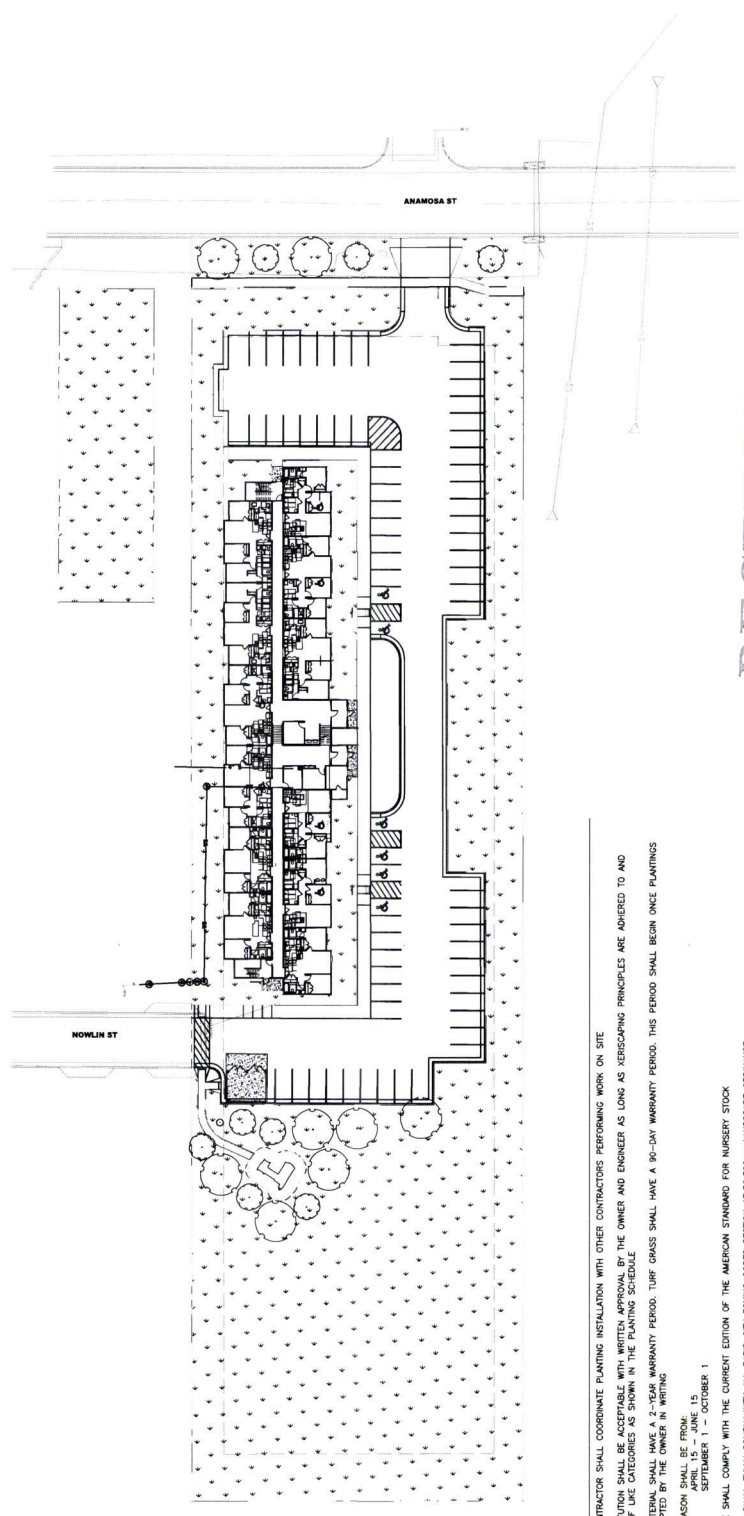 ANAMOSA ST
NOWLIN ST
NTRACTOR SHALL COORDINATE PLANTING INSTALLATION WITH OTHER CONTRACTORS PERFORMING WORK ON SITE
UTION SHALL BE ACCEPTABLE WITH WRITTEN APPROVAL BY THE OWNER AND ENGINEER AS LONG AS XERISCAPING PRINCIPLES ARE ADHERED TO AND
F LIKE CATEGORIES AS SHOWN IN THE PLANTING SCHEDULE
TERIAL SHALL HAVE A 2-YEAR WARRANTY PERIOD. TURF GRASS SHALL HAVE A 90-DAY WARRANTY PERIOD. THIS PERIOD SHALL BEGIN ONCE PLANTINGS
PTED BY THE OWNER IN WRITING
ASON SHALL BE FROM:
APRIL 15 - JUNE 15
SEPTEMBER 1 - OCTOBER 1
SHALL COMPLY WITH THE CURRENT EDITION OF THE AMERICAN STANDARD FOR NURSERY STOCK